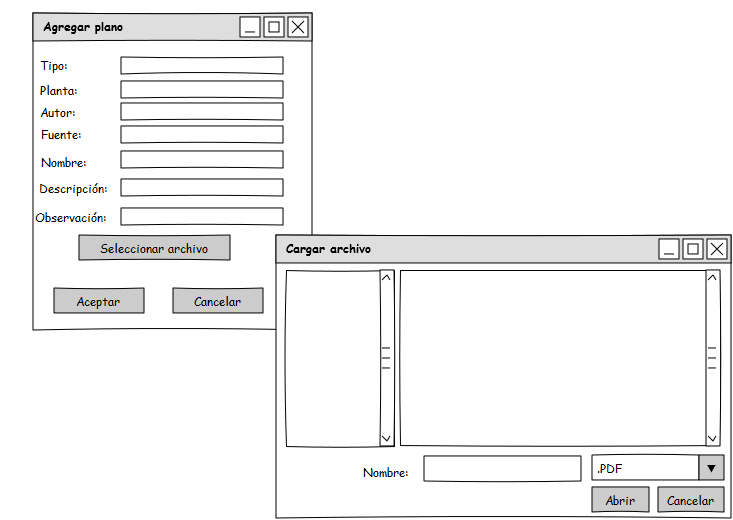 Agregar plano
Tipo:
Planta:
Autor:
Fuente:
Nombre:
Descripción:
Observación:
Seleccionar archivo
Aceptar Cancelar
Cargar archivo
Nombre: .PDF
Abrir Cancelar